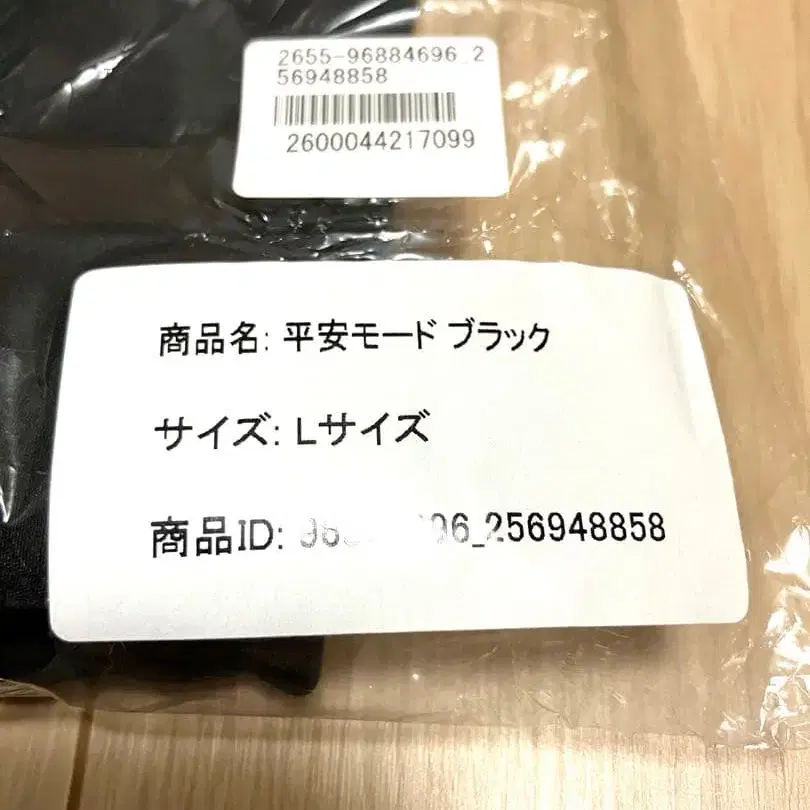 2655-96884696_2
56948858
2600044217099
商品名: 平安モード ブラック
サイズ: Lサイズ
商品ID: 96_256948858